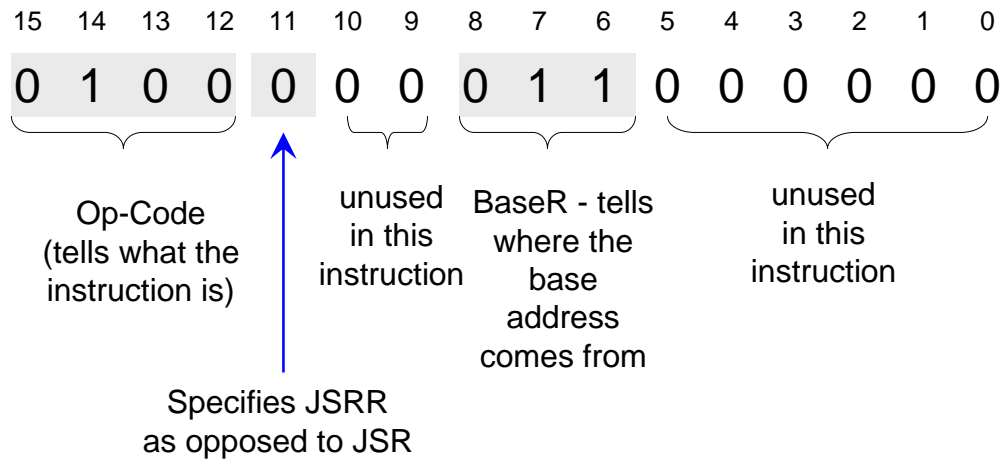 15 14 13 12 11 10 9 8 7 6 5 4 3 2 1 0
0 1 0 0 0 0 0 0 1 1 0 0 0 0 0 0
Op-Code
(tells what the
instruction is)
unused
in this
instruction
BaseR - tells
where the
base
address
comes from
unused
in this
instruction
Specifies JSRR
as opposed to JSR